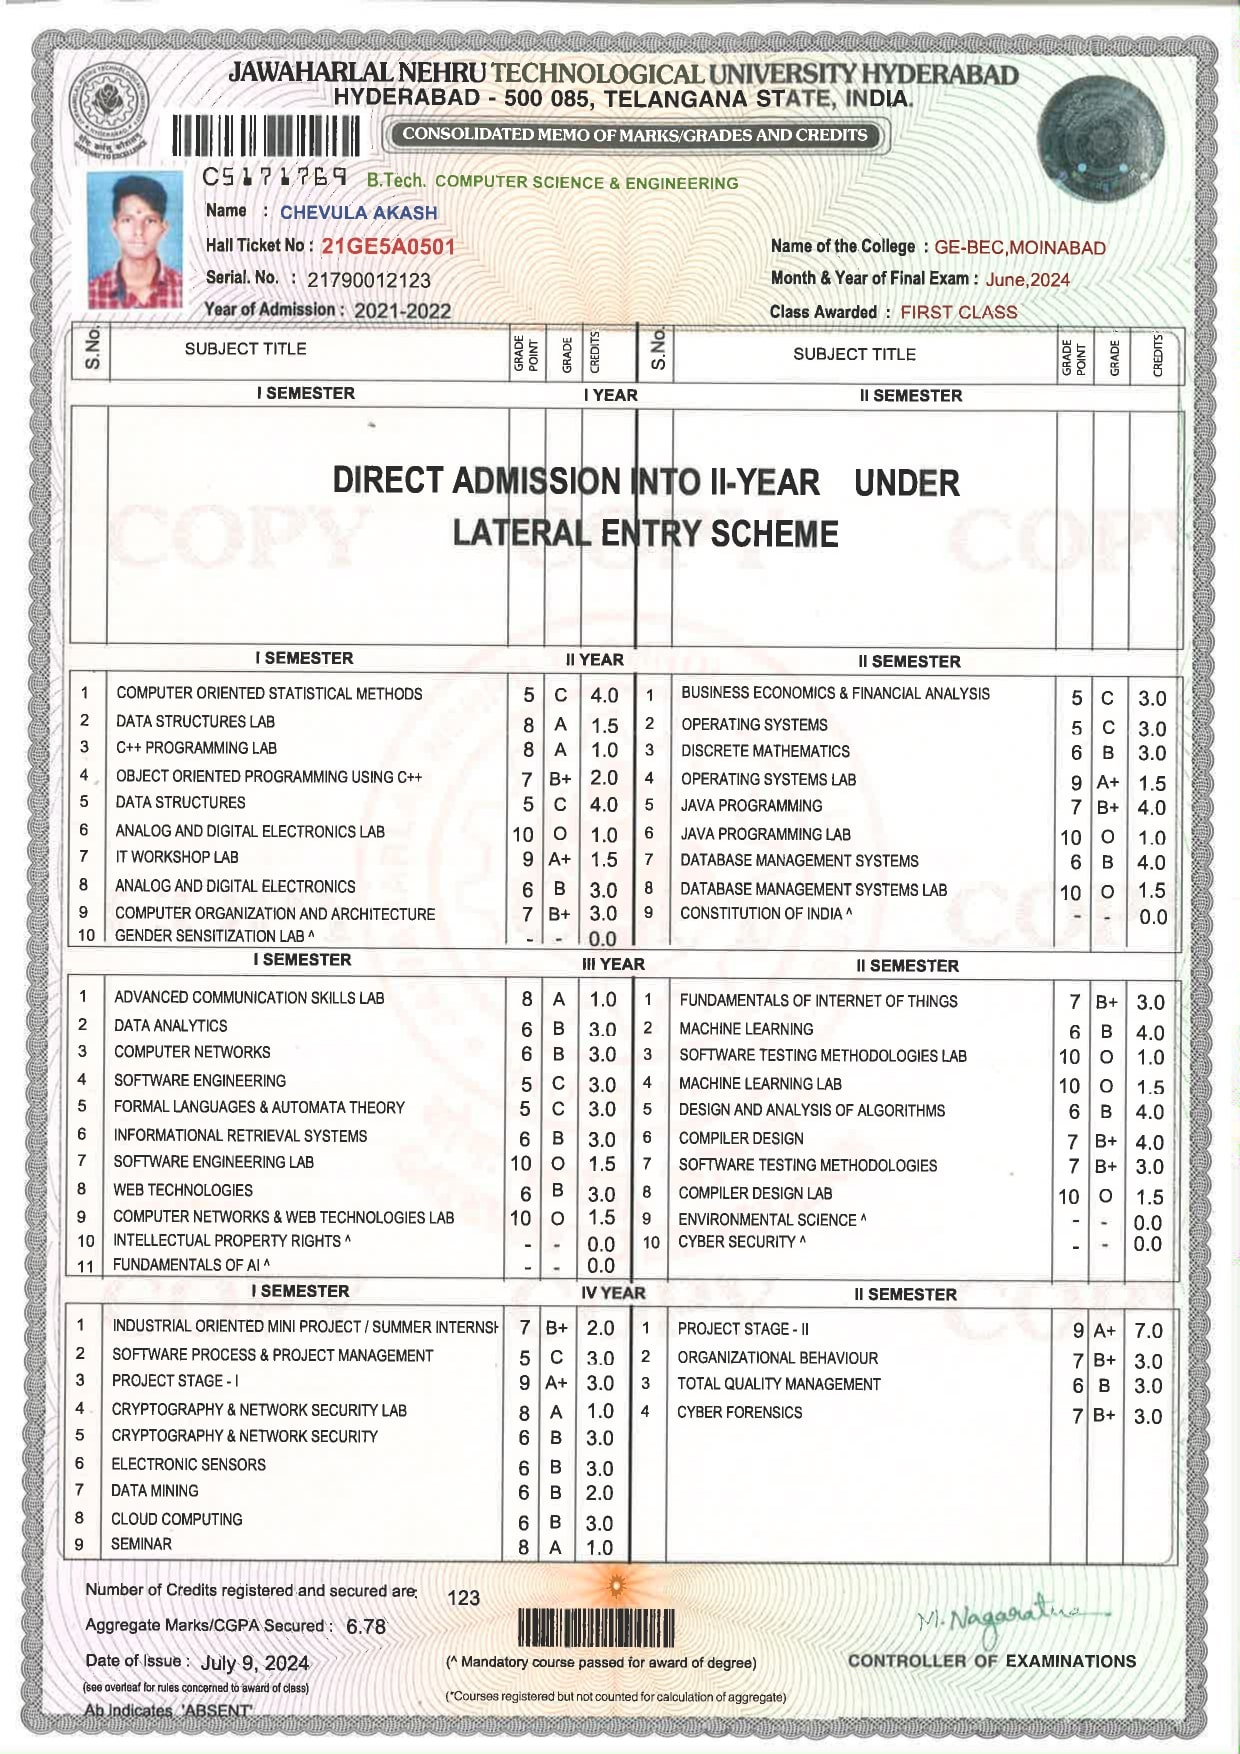 JAWAHARLAL NEHRU TECHNOLOGICAL UNIVERSITY HYDERABAD
HYDERABAD - 500 085, TELANGANA STATE, INDIA.
CONSOLIDATED MEMO OF MARKS/GRADES AND CREDITS
CS171769 B.Tech. COMPUTER SCIENCE & ENGINEERING
Name : CHEVULA AKASH
Hall Ticket No : 21GE5A0501 Name of the College : GE-BEC,MOINABAD
Serial. No. : 21790012123 Month & Year of Final Exam : June,2024
Year of Admission : 2021-2022 Class Awarded : FIRST CLASS
S.No. SUBJECT TITLE GRADE POINT GRADE CREDITS S.No. SUBJECT TITLE GRADE POINT GRADE CREDITS
I SEMESTER I YEAR II SEMESTER
DIRECT ADMISSION INTO II-YEAR UNDER
LATERAL ENTRY SCHEME
COPY COPY COPY
I SEMESTER II YEAR II SEMESTER
1 COMPUTER ORIENTED STATISTICAL METHODS 5 C 4.0 1 BUSINESS ECONOMICS & FINANCIAL ANALYSIS 5 C 3.0
2 DATA STRUCTURES LAB 8 A 1.5 2 OPERATING SYSTEMS 5 C 3.0
3 C++ PROGRAMMING LAB 8 A 1.0 3 DISCRETE MATHEMATICS 6 B 3.0
4 OBJECT ORIENTED PROGRAMMING USING C++ 7 B+ 2.0 4 OPERATING SYSTEMS LAB 9 A+ 1.5
5 DATA STRUCTURES 5 C 4.0 5 JAVA PROGRAMMING 7 B+ 4.0
6 ANALOG AND DIGITAL ELECTRONICS LAB 10 O 1.0 6 JAVA PROGRAMMING LAB 10 O 1.0
7 IT WORKSHOP LAB 9 A+ 1.5 7 DATABASE MANAGEMENT SYSTEMS 6 B 4.0
8 ANALOG AND DIGITAL ELECTRONICS 6 B 3.0 8 DATABASE MANAGEMENT SYSTEMS LAB 10 O 1.5
9 COMPUTER ORGANIZATION AND ARCHITECTURE 7 B+ 3.0 9 CONSTITUTION OF INDIA ^ - - 0.0
10 GENDER SENSITIZATION LAB ^ - - 0.0
I SEMESTER III YEAR II SEMESTER
1 ADVANCED COMMUNICATION SKILLS LAB 8 A 1.0 1 FUNDAMENTALS OF INTERNET OF THINGS 7 B+ 3.0
2 DATA ANALYTICS 6 B 3.0 2 MACHINE LEARNING 6 B 4.0
3 COMPUTER NETWORKS 6 B 3.0 3 SOFTWARE TESTING METHODOLOGIES LAB 10 O 1.0
4 SOFTWARE ENGINEERING 5 C 3.0 4 MACHINE LEARNING LAB 10 O 1.5
5 FORMAL LANGUAGES & AUTOMATA THEORY 5 C 3.0 5 DESIGN AND ANALYSIS OF ALGORITHMS 6 B 4.0
6 INFORMATIONAL RETRIEVAL SYSTEMS 6 B 3.0 6 COMPILER DESIGN 7 B+ 4.0
7 SOFTWARE ENGINEERING LAB 10 O 1.5 7 SOFTWARE TESTING METHODOLOGIES 7 B+ 3.0
8 WEB TECHNOLOGIES 6 B 3.0 8 COMPILER DESIGN LAB 10 O 1.5
9 COMPUTER NETWORKS & WEB TECHNOLOGIES LAB 10 O 1.5 9 ENVIRONMENTAL SCIENCE ^ - - 0.0
10 INTELLECTUAL PROPERTY RIGHTS ^ - - 0.0 10 CYBER SECURITY ^ - - 0.0
11 FUNDAMENTALS OF AI ^ - - 0.0
I SEMESTER IV YEAR II SEMESTER
1 INDUSTRIAL ORIENTED MINI PROJECT / SUMMER INTERNSH 7 B+ 2.0 1 PROJECT STAGE - II 9 A+ 7.0
2 SOFTWARE PROCESS & PROJECT MANAGEMENT 5 C 3.0 2 ORGANIZATIONAL BEHAVIOUR 7 B+ 3.0
3 PROJECT STAGE - I 9 A+ 3.0 3 TOTAL QUALITY MANAGEMENT 6 B 3.0
4 CRYPTOGRAPHY & NETWORK SECURITY LAB 8 A 1.0 4 CYBER FORENSICS 7 B+ 3.0
5 CRYPTOGRAPHY & NETWORK SECURITY 6 B 3.0
6 ELECTRONIC SENSORS 6 B 3.0
7 DATA MINING 6 B 2.0
8 CLOUD COMPUTING 6 B 3.0
9 SEMINAR 8 A 1.0
Number of Credits registered and secured are: 123
Aggregate Marks/CGPA Secured : 6.78 M. Nagaratna
Date of Issue : July 9, 2024 (^ Mandatory course passed for award of degree) CONTROLLER OF EXAMINATIONS
(see overleaf for rules concerned to award of class) (*Courses registered but not counted for calculation of aggregate)
Ab indicates 'ABSENT'